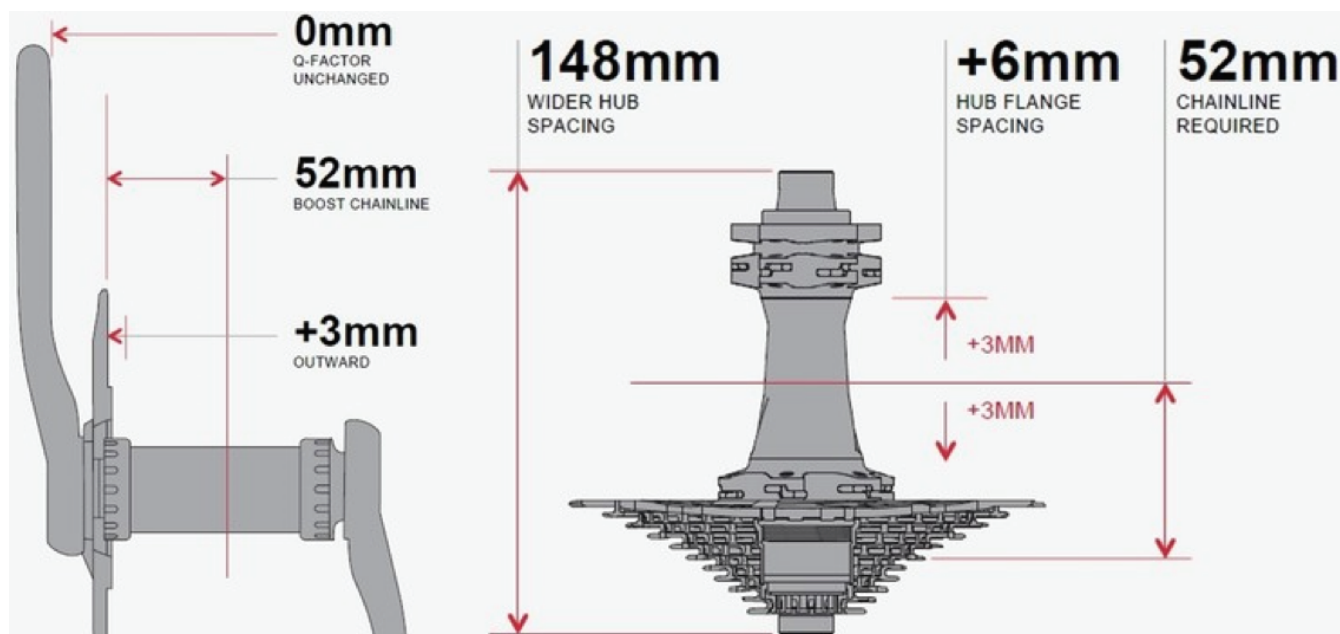 0mm
Q-FACTOR
UNCHANGED
52mm
BOOST CHAINLINE
+3mm
OUTWARD
148mm
WIDER HUB
SPACING
+6mm
HUB FLANGE
SPACING
52mm
CHAINLINE
REQUIRED
+3MM
+3MM